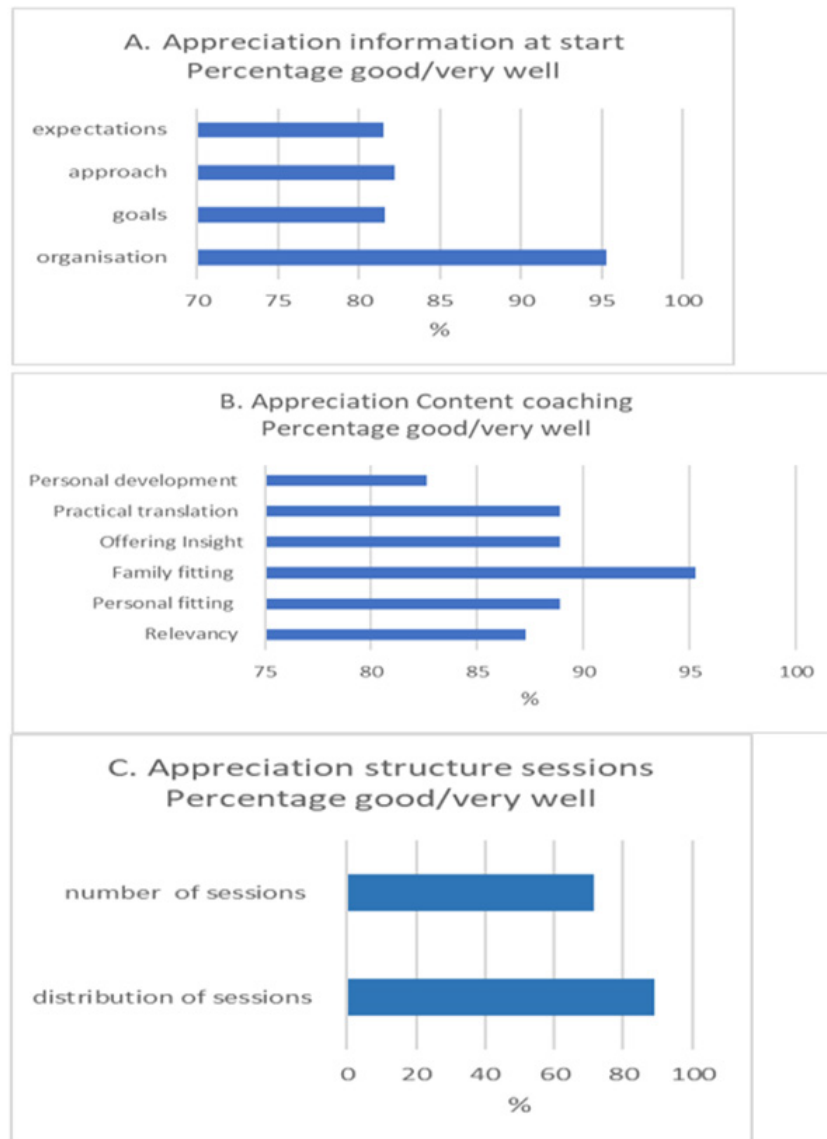 A. Appreciation information at start
Percentage good/very well
expectations
approach
goals
organisation
70 75 80 85 90 95 100
%
B. Appreciation Content coaching
Percentage good/very well
Personal development
Practical translation
Offering Insight
Family fitting
Personal fitting
Relevancy
75 80 85 90 95 100
%
C. Appreciation structure sessions
Percentage good/very well
number of sessions
distribution of sessions
0 20 40 60 80 100
%